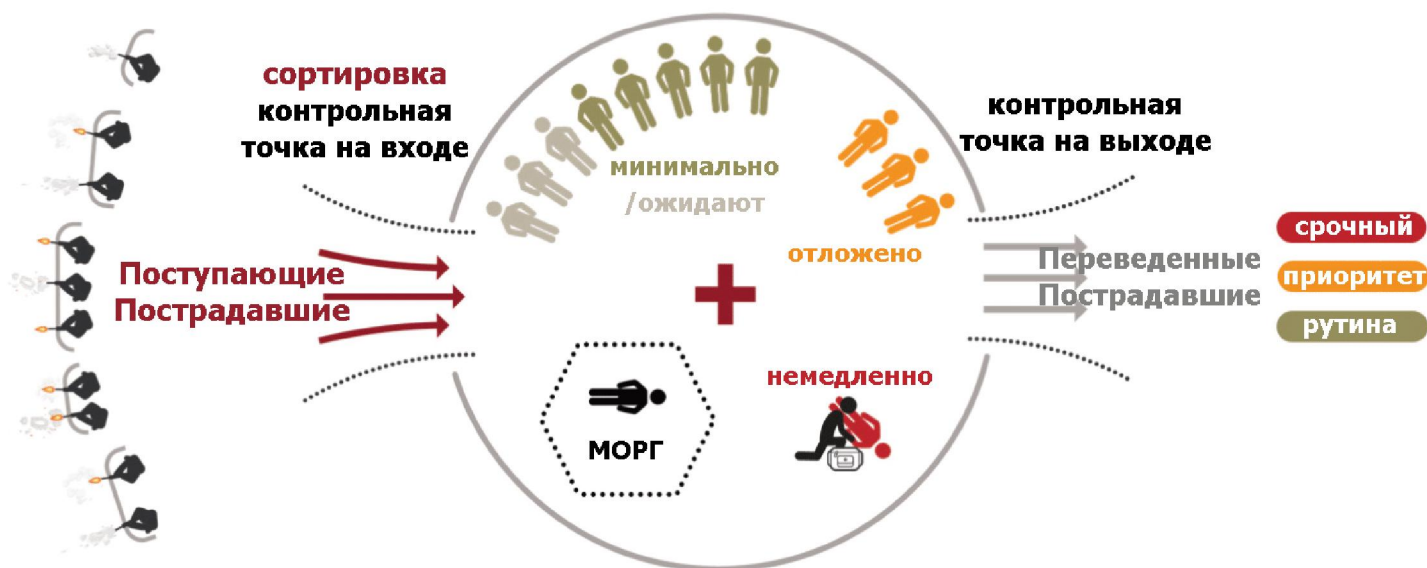 сортировка
контрольная
точка на входе
Поступающие
Пострадавшие
минимально
/ожидают
отложено
немедленно
МОРГ
контрольная
точка на выходе
Переведенные
Пострадавшие
срочный
приоритет
рутина